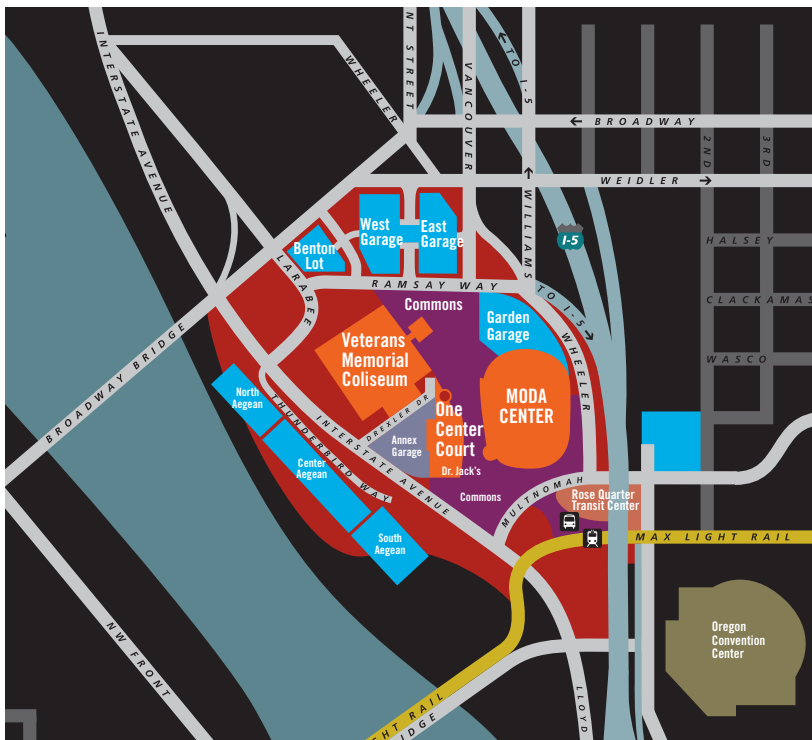 INTERSTATE AVENUE
WHEELER
NT STREET
VANCOUVER
TO I-5
BROADWAY
2ND
3RD
WEIDLER
WILLIAMS
I-5
HALSEY
West
Garage
East
Garage
Benton
Lot
LARABEE
RAMSAY WAY
TO I-5
CLACKAMAS
Commons
Garden
Garage
WHEELER
Veterans
Memorial
Coliseum
WASCO
BROADWAY BRIDGE
North
Aegean
THUNDERBIRD WAY
INTERSTATE AVENUE
DREXLER DR
MODA
CENTER
One
Center
Court
Annex
Garage
Dr. Jack's
Center
Aegean
Commons
MULTNOMAH
Rose Quarter
Transit Center
South
Aegean
MAX LIGHT RAIL
NW FRONT
Oregon
Convention
Center
LLOYD
GHT RAIL
IDGE